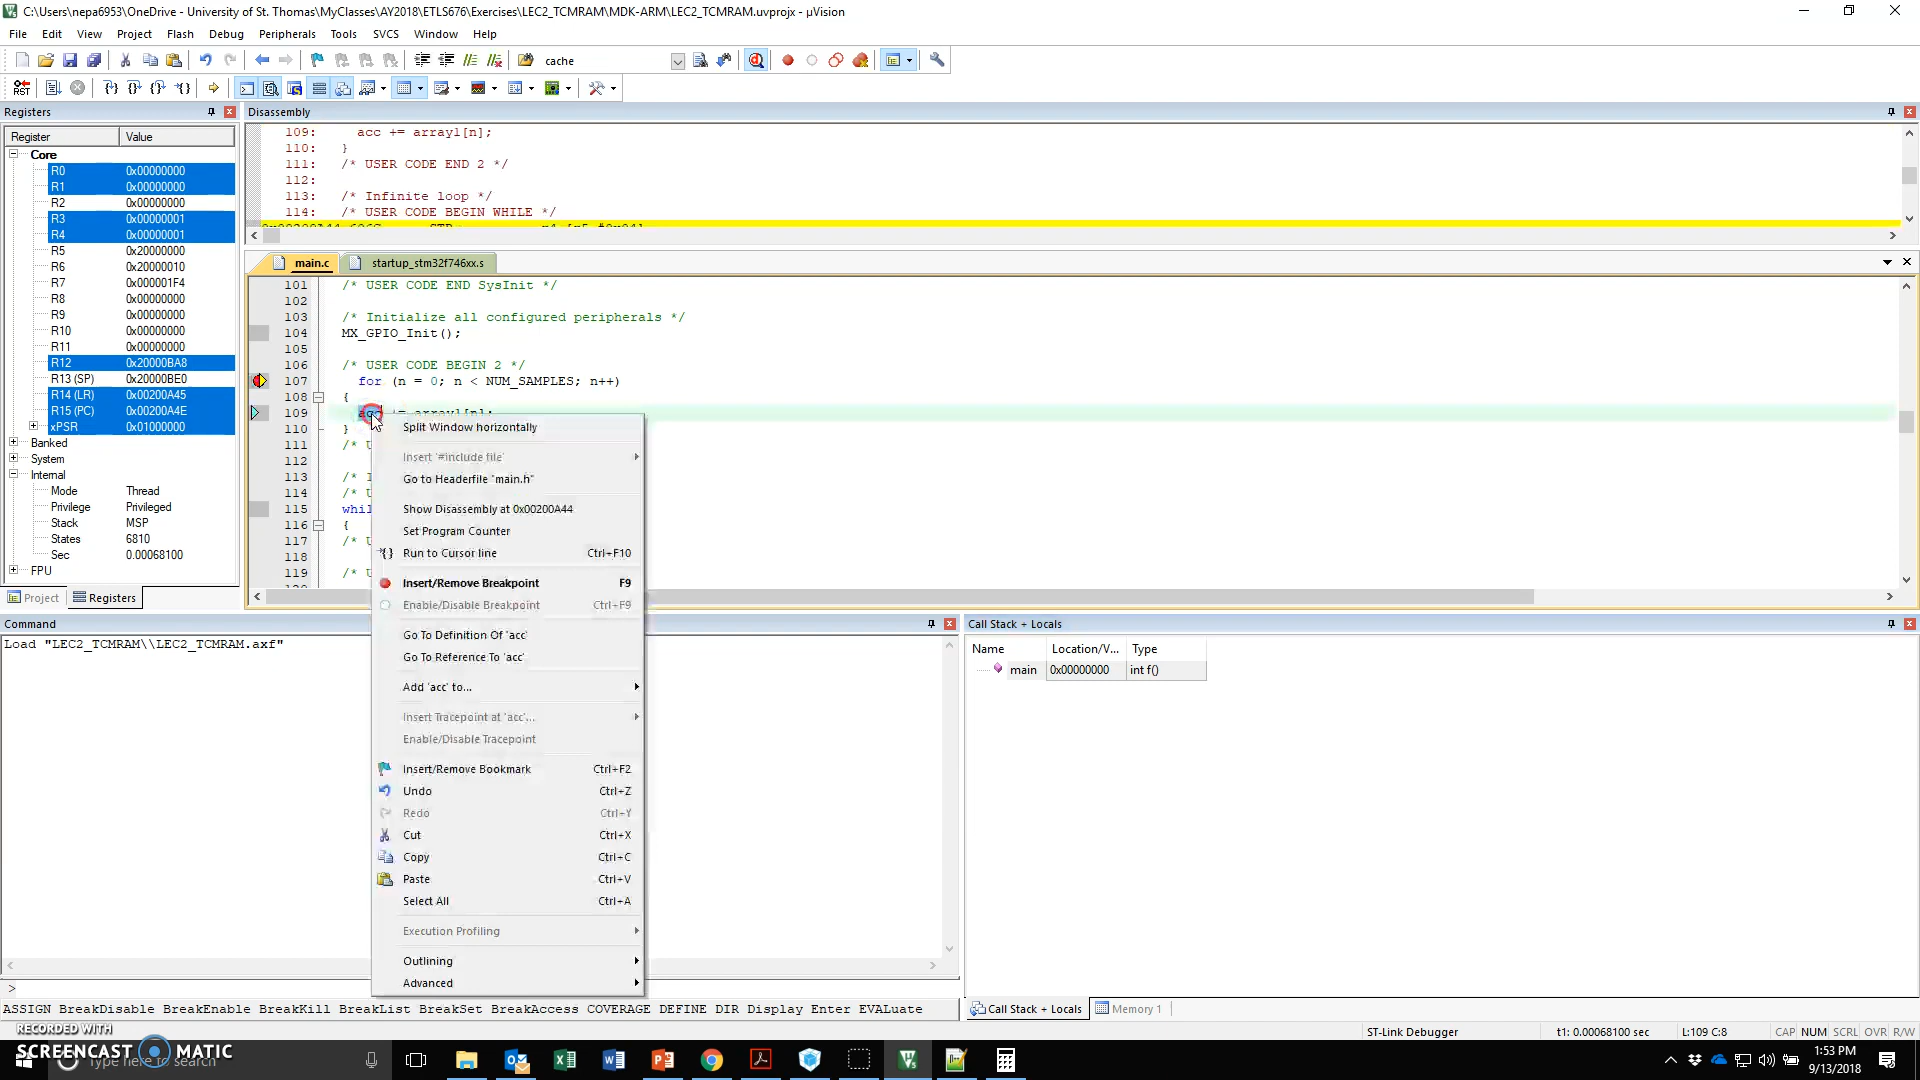 C:\Users\nepa6953\OneDrive - University of St. Thomas\MyClasses\AY2018\ETLS676\Exercises\LEC2_TCMRAM\MDK-ARM\LEC2_TCMRAM.uvprojx - µVision
File Edit View Project Flash Debug Peripherals Tools SVCS Window Help
cache
RST
Registers
Register Value
Core
R0 0x00000000
R1 0x00000000
R2 0x00000000
R3 0x00000001
R4 0x00000001
R5 0x20000000
R6 0x20000010
R7 0x000001F4
R8 0x00000000
R9 0x00000000
R10 0x00000000
R11 0x00000000
R12 0x20000BA8
R13 (SP) 0x20000BE0
R14 (LR) 0x00200A45
R15 (PC) 0x00200A4E
xPSR 0x01000000
Banked
System
Internal
Mode Thread
Privilege Privileged
Stack MSP
States 6810
Sec 0.00068100
FPU
Project Registers
Disassembly
109: acc += array1[n];
110: }
111: /* USER CODE END 2 */
112:
113: /* Infinite loop */
114: /* USER CODE BEGIN WHILE */
main.c startup_stm32f746xx.s
101 /* USER CODE END SysInit */
102
103 /* Initialize all configured peripherals */
104 MX_GPIO_Init();
105
106 /* USER CODE BEGIN 2 */
107 for (n = 0; n < NUM_SAMPLES; n++)
108 {
109 acc += array1[n];
110 }
111 /* U
112
113 /* I
114 /* U
115 whil
116 {
117 /* U
118
119 /* U
Split Window horizontally
Insert '#include file'
Go to Headerfile "main.h"
Show Disassembly at 0x00200A44
Set Program Counter
Run to Cursor line Ctrl+F10
Insert/Remove Breakpoint F9
Enable/Disable Breakpoint Ctrl+F9
Go To Definition Of 'acc'
Go To Reference To 'acc'
Add 'acc' to...
Insert Tracepoint at 'acc'...
Enable/Disable Tracepoint
Insert/Remove Bookmark Ctrl+F2
Undo Ctrl+Z
Redo Ctrl+Y
Cut Ctrl+X
Copy Ctrl+C
Paste Ctrl+V
Select All Ctrl+A
Execution Profiling
Outlining
Advanced
Command
Load "LEC2_TCMRAM\\LEC2_TCMRAM.axf"
>
ASSIGN BreakDisable BreakEnable BreakKill BreakList BreakSet BreakAccess COVERAGE DEFINE DIR Display Enter EVALuate
Call Stack + Locals
Name Location/V... Type
main 0x00000000 int f()
Call Stack + Locals Memory 1
ST-Link Debugger t1: 0.00068100 sec L:109 C:8 CAP NUM SCRL OVR R/W
RECORDED WITH
SCREENCAST MATIC
Type here to search
1:53 PM
9/13/2018